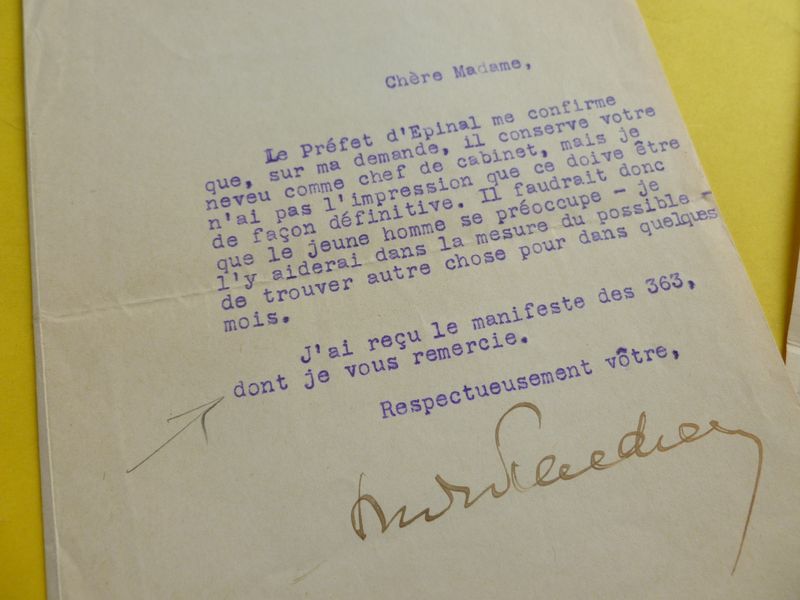 Chère Madame,
Le Préfet d'Epinal me confirme
que, sur ma demande, il conserve votre
neveu comme chef de cabinet, mais je
n'ai pas l'impression que ce doive être
de façon définitive. Il faudrait donc
que le jeune homme se préoccupe - je
l'y aiderai dans la mesure du possible -
de trouver autre chose pour dans quelques
mois.
J'ai reçu le manifeste des 363,
dont je vous remercie.
Respectueusement vôtre,